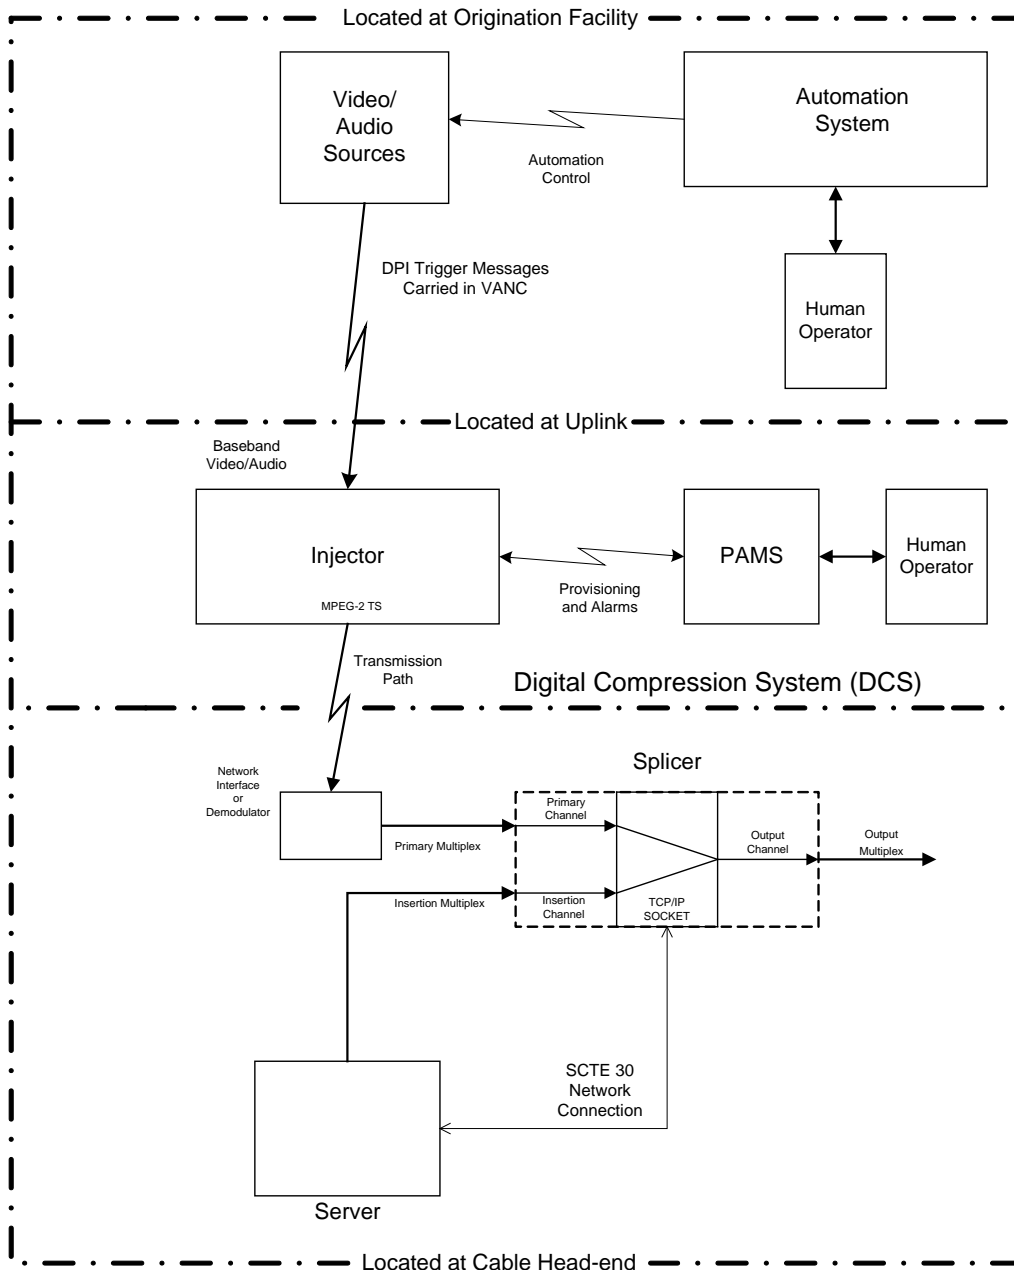 Located at Origination Facility
Video/
Audio
Sources
Automation
System
Automation
Control
DPI Trigger Messages
Carried in VANC
Human
Operator
Located at Uplink
Baseband
Video/Audio
Injector
MPEG-2 TS
Provisioning
and Alarms
PAMS
Human
Operator
Transmission
Path
Digital Compression System (DCS)
Splicer
Network
Interface
or
Demodulator
Primary Multiplex
Primary
Channel
Output
Channel
Output
Multiplex
Insertion Multiplex
Insertion
Channel
TCP/IP
SOCKET
SCTE 30
Network
Connection
Server
Located at Cable Head-end